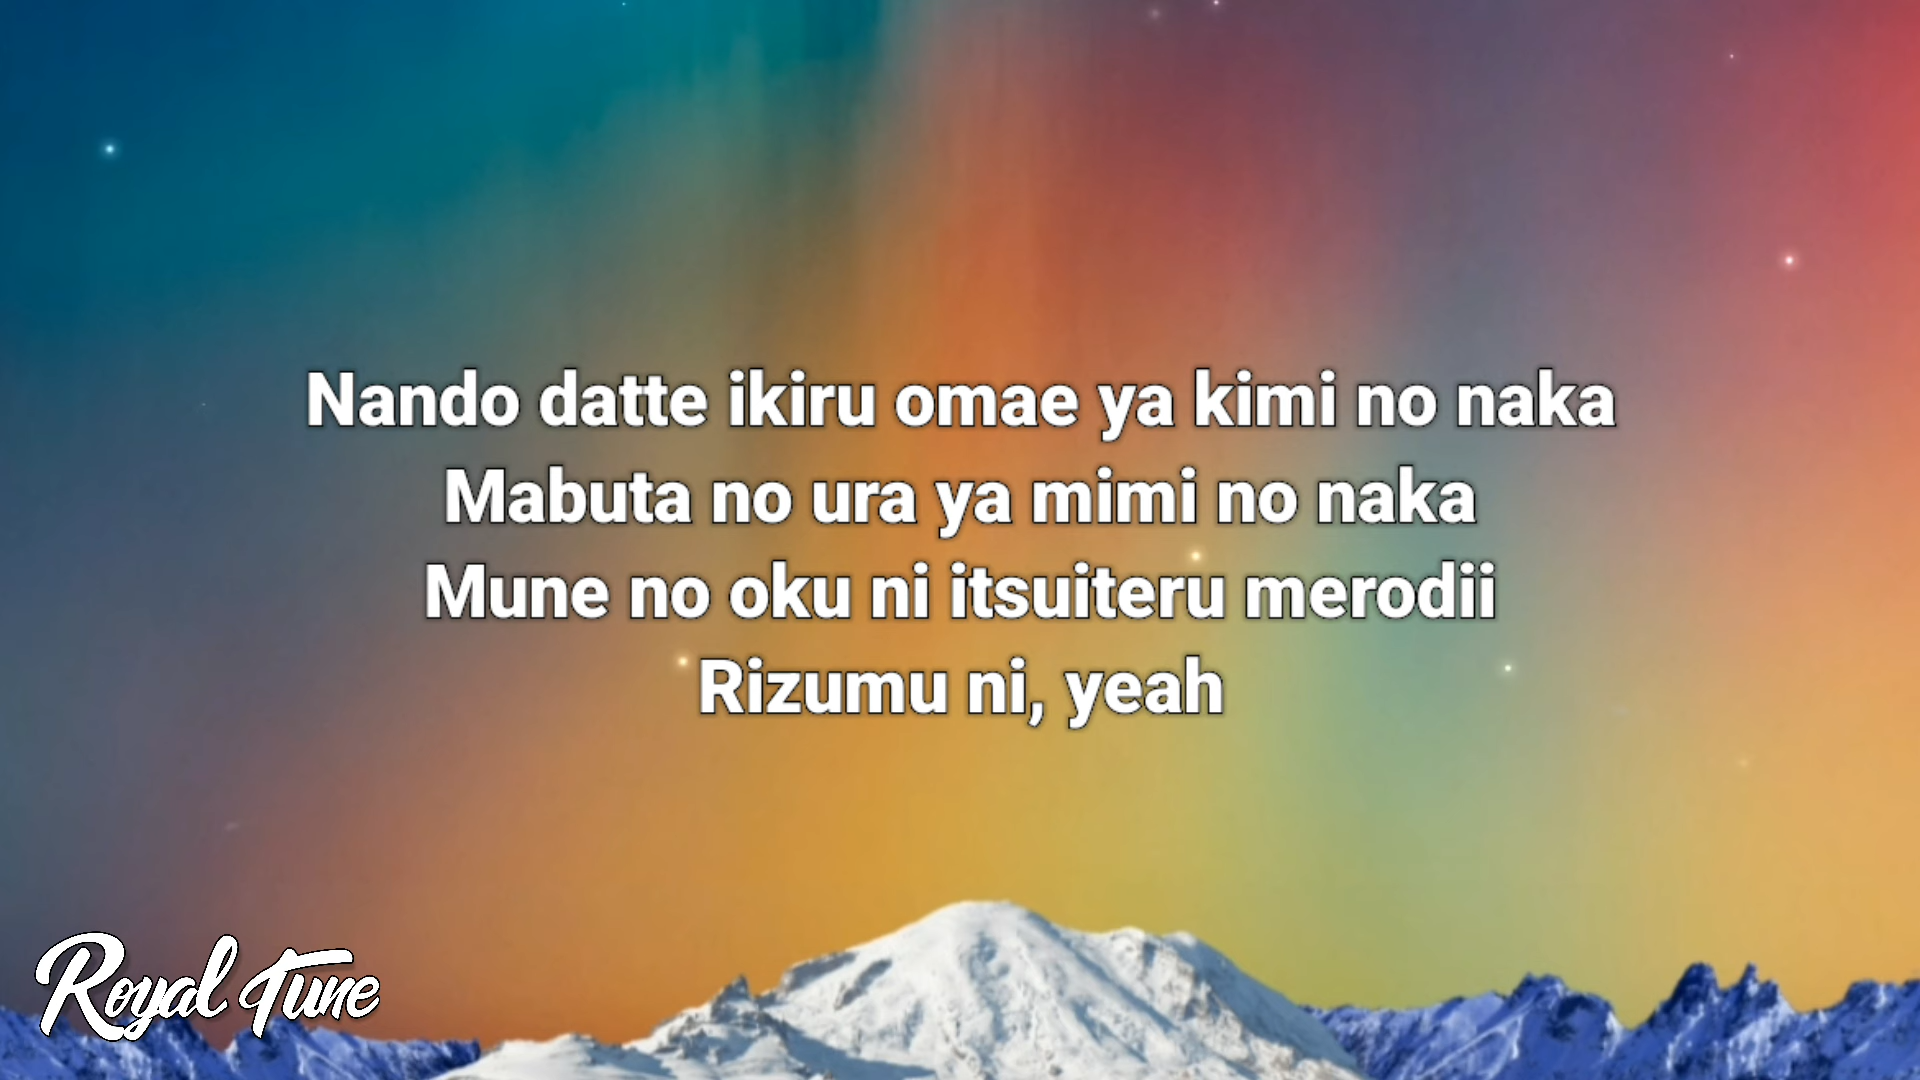 Nando datte ikiru omae ya kimi no naka
Mabuta no ura ya mimi no naka
Mune no oku ni itsuiteru merodii
Rizumu ni, yeah
Royal Tune